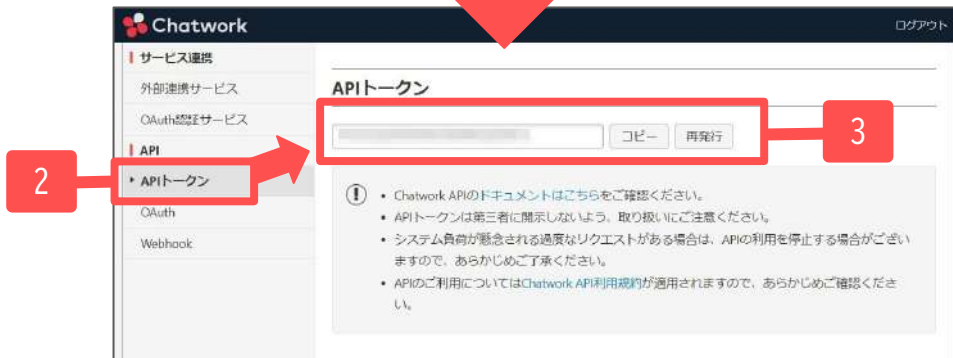 Chatwork
ログアウト
サービス連携
外部連携サービス
OAuth認証サービス
API
APIトークン
OAuth
Webhook
APIトークン
コピー
再発行
2
3
• Chatwork APIのドキュメントはこちらをご確認ください。
• APIトークンは第三者に開示しないよう、取り扱いにご注意ください。
• システム負荷が懸念される過度なリクエストがある場合は、APIの利用を停止する場合がござい
ますので、あらかじめご了承ください。
• APIのご利用についてはChatwork API利用規約が適用されますので、あらかじめご確認くださ
い。